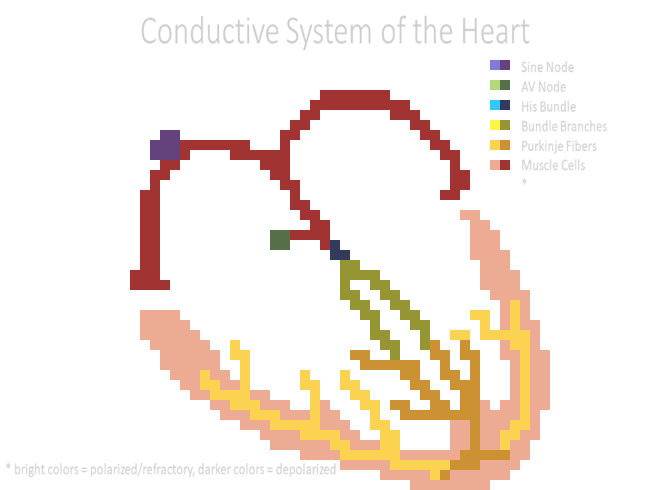 Conductive System of the Heart
Sine Node
AV Node
His Bundle
Bundle Branches
Purkinje Fibers
Muscle Cells
*
* bright colors = polarized/refractory, darker colors = depolarized